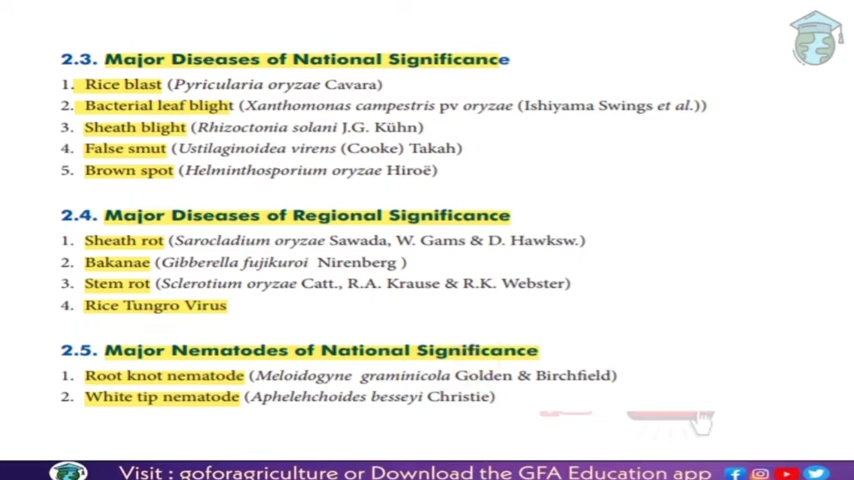 2.3. Major Diseases of National Significance
1. Rice blast (Pyricularia oryzae Cavara)
2. Bacterial leaf blight (Xanthomonas campestris pv oryzae (Ishiyama Swings et al.))
3. Sheath blight (Rhizoctonia solani J.G. Kühn)
4. False smut (Ustilaginoidea virens (Cooke) Takah)
5. Brown spot (Helminthosporium oryzae Hiroë)
2.4. Major Diseases of Regional Significance
1. Sheath rot (Sarocladium oryzae Sawada, W. Gams & D. Hawksw.)
2. Bakanae (Gibberella fujikuroi Nirenberg )
3. Stem rot (Sclerotium oryzae Catt., R.A. Krause & R.K. Webster)
4. Rice Tungro Virus
2.5. Major Nematodes of National Significance
1. Root knot nematode (Meloidogyne graminicola Golden & Birchfield)
2. White tip nematode (Aphelehchoides besseyi Christie)
Visit : goforagriculture or Download the GFA Education app